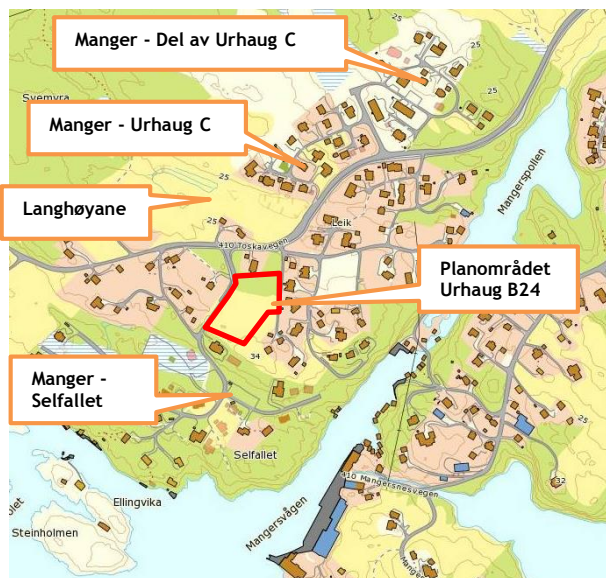 Manger - Del av Urhaug C
25
25
Svemyra
Manger - Urhaug C
Mangerspollen
Langhøyane
25
Leik
410 Toskavegen
Planområdet
Urhaug B24
34
Manger -
Selfallet
25
Selfallet
Ellingvika
Mangersvågen
410 Mangersnesvegen
32
Steinholmen